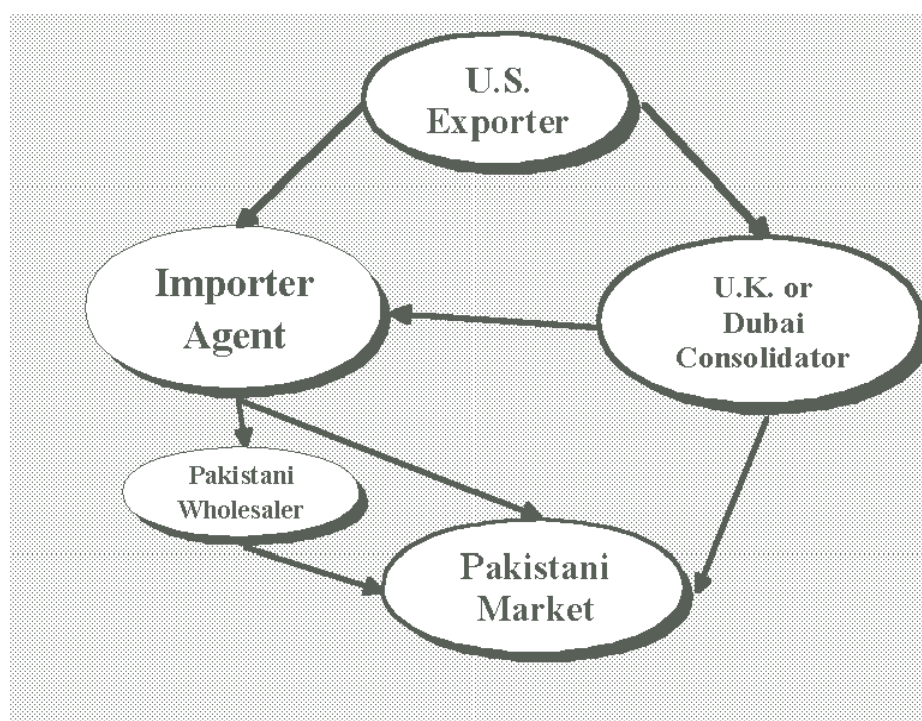 U.S.
Exporter
Importer
Agent
U.K. or
Dubai
Consolidator
Pakistani
Wholesaler
Pakistani
Market